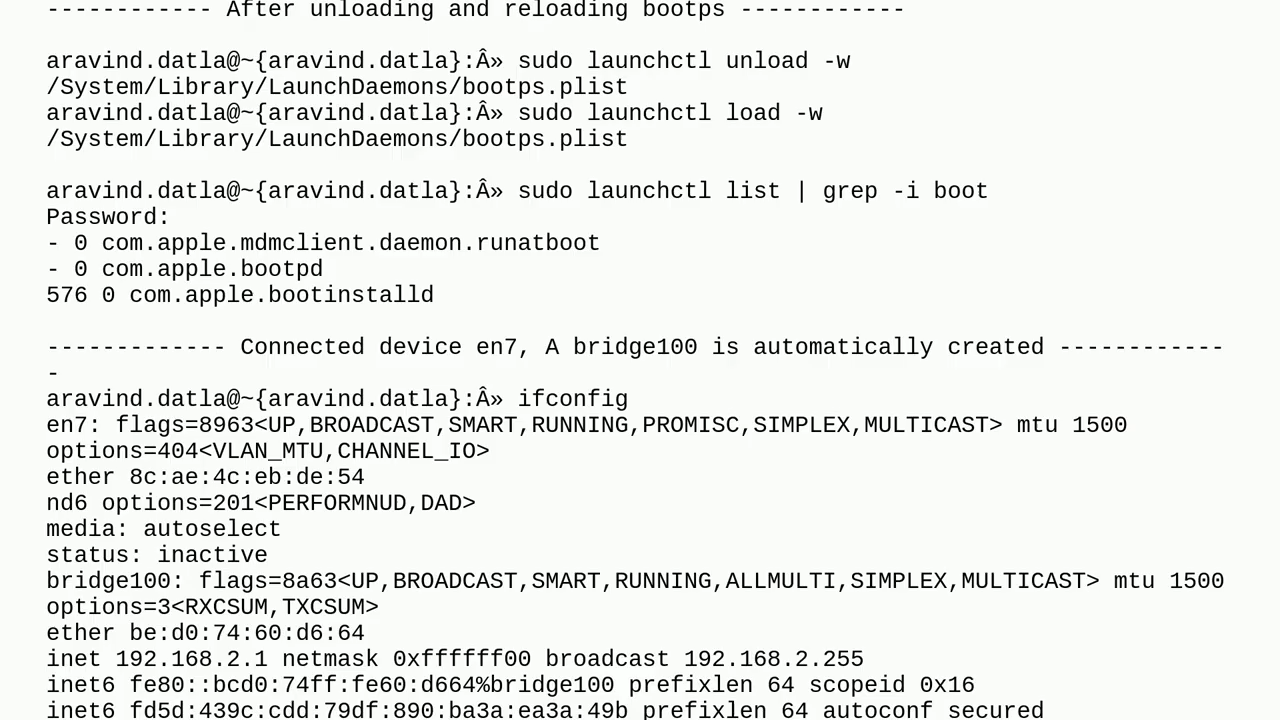 ------------ After unloading and reloading bootps ------------
aravind.datla@~{aravind.datla}:Â» sudo launchctl unload -w
/System/Library/LaunchDaemons/bootps.plist
aravind.datla@~{aravind.datla}:Â» sudo launchctl load -w
/System/Library/LaunchDaemons/bootps.plist
aravind.datla@~{aravind.datla}:Â» sudo launchctl list | grep -i boot
Password:
- 0 com.apple.mdmclient.daemon.runatboot
- 0 com.apple.bootpd
576 0 com.apple.bootinstalld
------------- Connected device en7, A bridge100 is automatically created ------------
-
aravind.datla@~{aravind.datla}:Â» ifconfig
en7: flags=8963<UP,BROADCAST,SMART,RUNNING,PROMISC,SIMPLEX,MULTICAST> mtu 1500
options=404<VLAN_MTU,CHANNEL_IO>
ether 8c:ae:4c:eb:de:54
nd6 options=201<PERFORMNUD,DAD>
media: autoselect
status: inactive
bridge100: flags=8a63<UP,BROADCAST,SMART,RUNNING,ALLMULTI,SIMPLEX,MULTICAST> mtu 1500
options=3<RXCSUM,TXCSUM>
ether be:d0:74:60:d6:64
inet 192.168.2.1 netmask 0xffffff00 broadcast 192.168.2.255
inet6 fe80::bcd0:74ff:fe60:d664%bridge100 prefixlen 64 scopeid 0x16
inet6 fd5d:439c:cdd:79df:890:ba3a:ea3a:49b prefixlen 64 autoconf secured